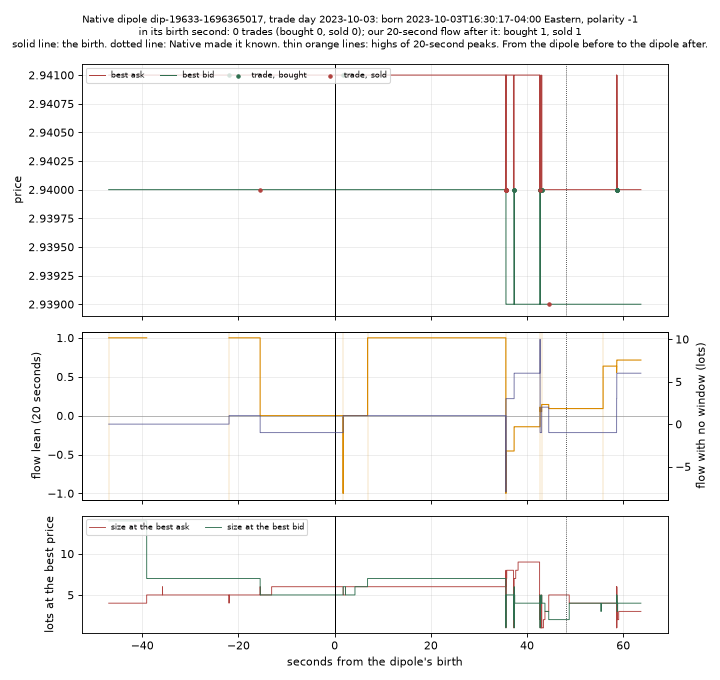 Native dipole dip-19633-1696365017, trade day 2023-10-03: born 2023-10-03T16:30:17-04:00 Eastern, polarity -1
in its birth second: 0 trades (bought 0, sold 0); our 20-second flow after it: bought 1, sold 1
solid line: the birth. dotted line: Native made it known. thin orange lines: highs of 20-second peaks. From the dipole before to the dipole after.
best ask best bid trade, bought trade, sold
2.94100
2.94075
2.94050
2.94025
2.94000
2.93975
2.93950
2.93925
2.93900
price
1.0
0.5
0.0
−0.5
−1.0
flow lean (20 seconds)
10
5
0
−5
flow with no window (lots)
size at the best ask size at the best bid
10
5
lots at the best price
−40 −20 0 20 40 60
seconds from the dipole's birth